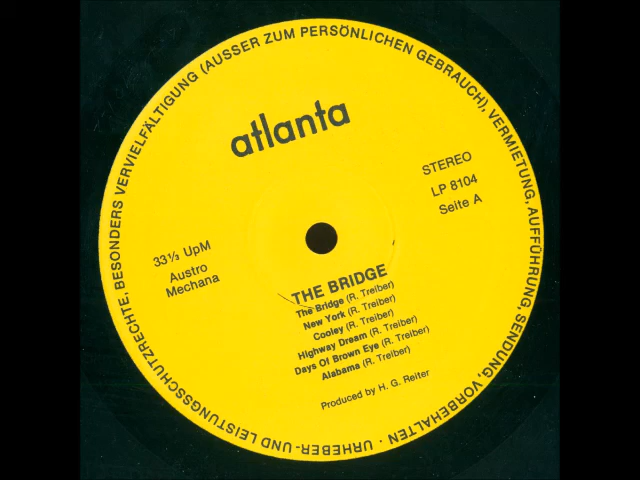 URHEBER- UND LEISTUNGSSCHUTZRECHTE, BESONDERS VERVIELFÄLTIGUNG (AUSSER ZUM PERSÖNLICHEN GEBRAUCH), VERMIETUNG, AUFFÜHRUNG, SENDUNG, VORBEHALTEN ·
atlanta
STEREO
LP 8104
Seite A
33⅓ UpM
Austro
Mechana
THE BRIDGE
The Bridge (R. Treiber)
New York (R. Treiber)
Cooley (R. Treiber)
Highway Dream (R. Treiber)
Days Of Brown Eye (R. Treiber)
Alabama (R. Treiber)
Produced by H. G. Reiter